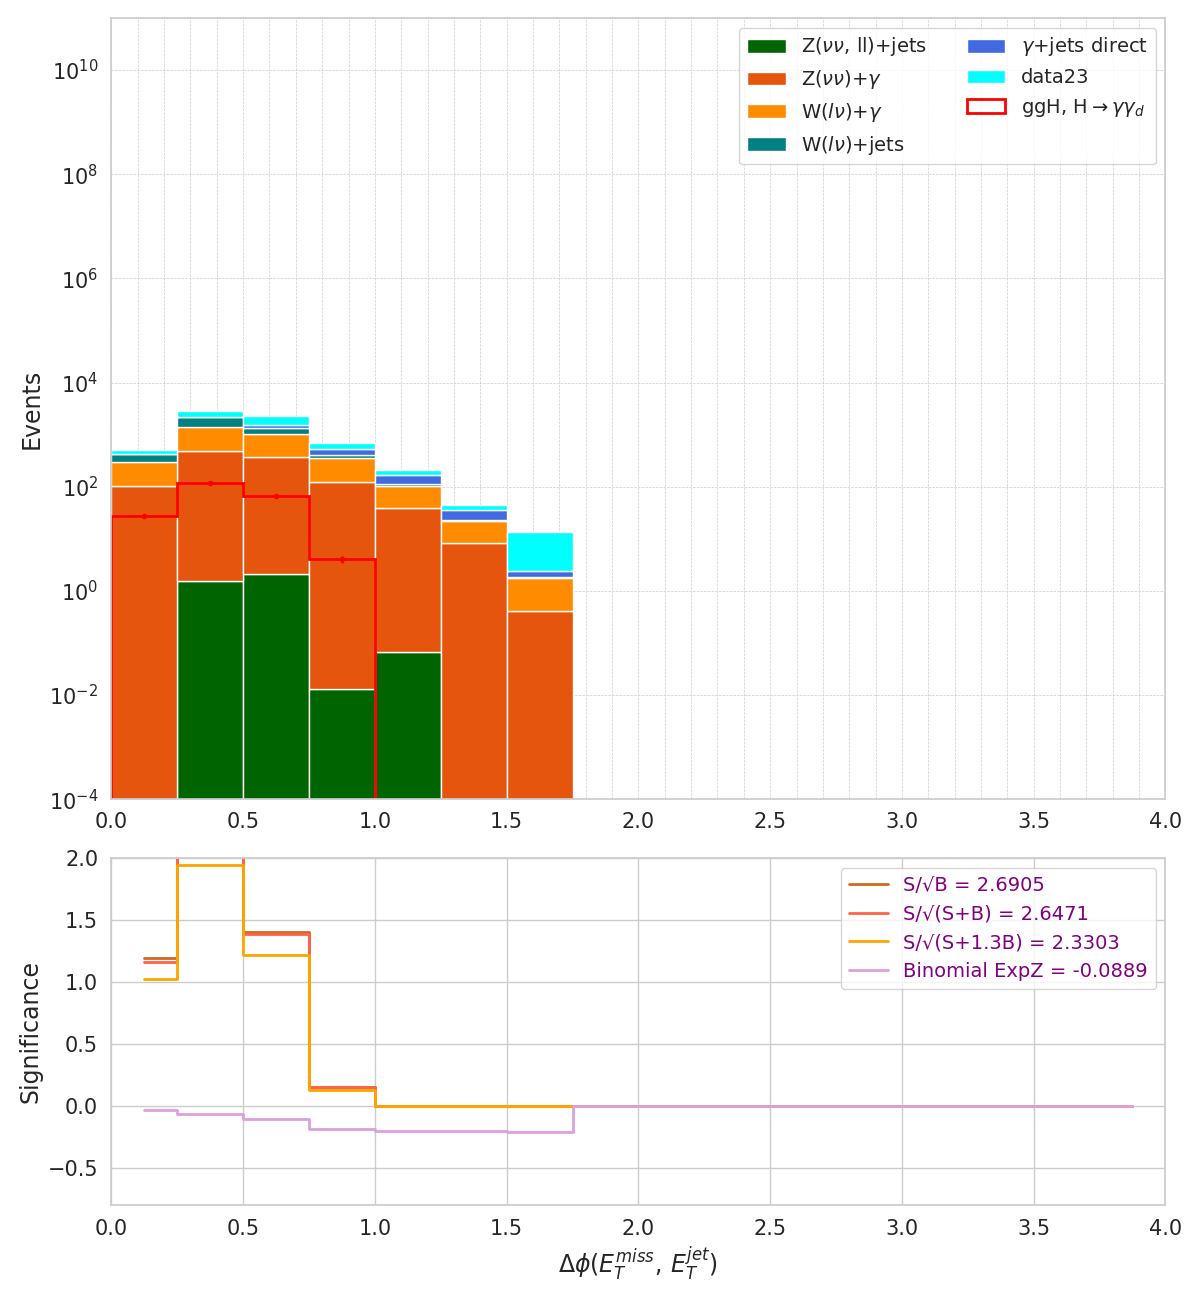 Z(νν, ll)+jets
Z(νν)+γ
W(lν)+γ
W(lν)+jets
γ+jets direct
data23
ggH, H→γγ_d
Events
10^10
10^8
10^6
10^4
10^2
10^0
10^−2
10^−4
0.0 0.5 1.0 1.5 2.0 2.5 3.0 3.5 4.0
S/√B = 2.6905
S/√(S+B) = 2.6471
S/√(S+1.3B) = 2.3303
Binomial ExpZ = -0.0889
Significance
2.0
1.5
1.0
0.5
0.0
−0.5
0.0 0.5 1.0 1.5 2.0 2.5 3.0 3.5 4.0
Δϕ(E_T^miss, E_T^jet)